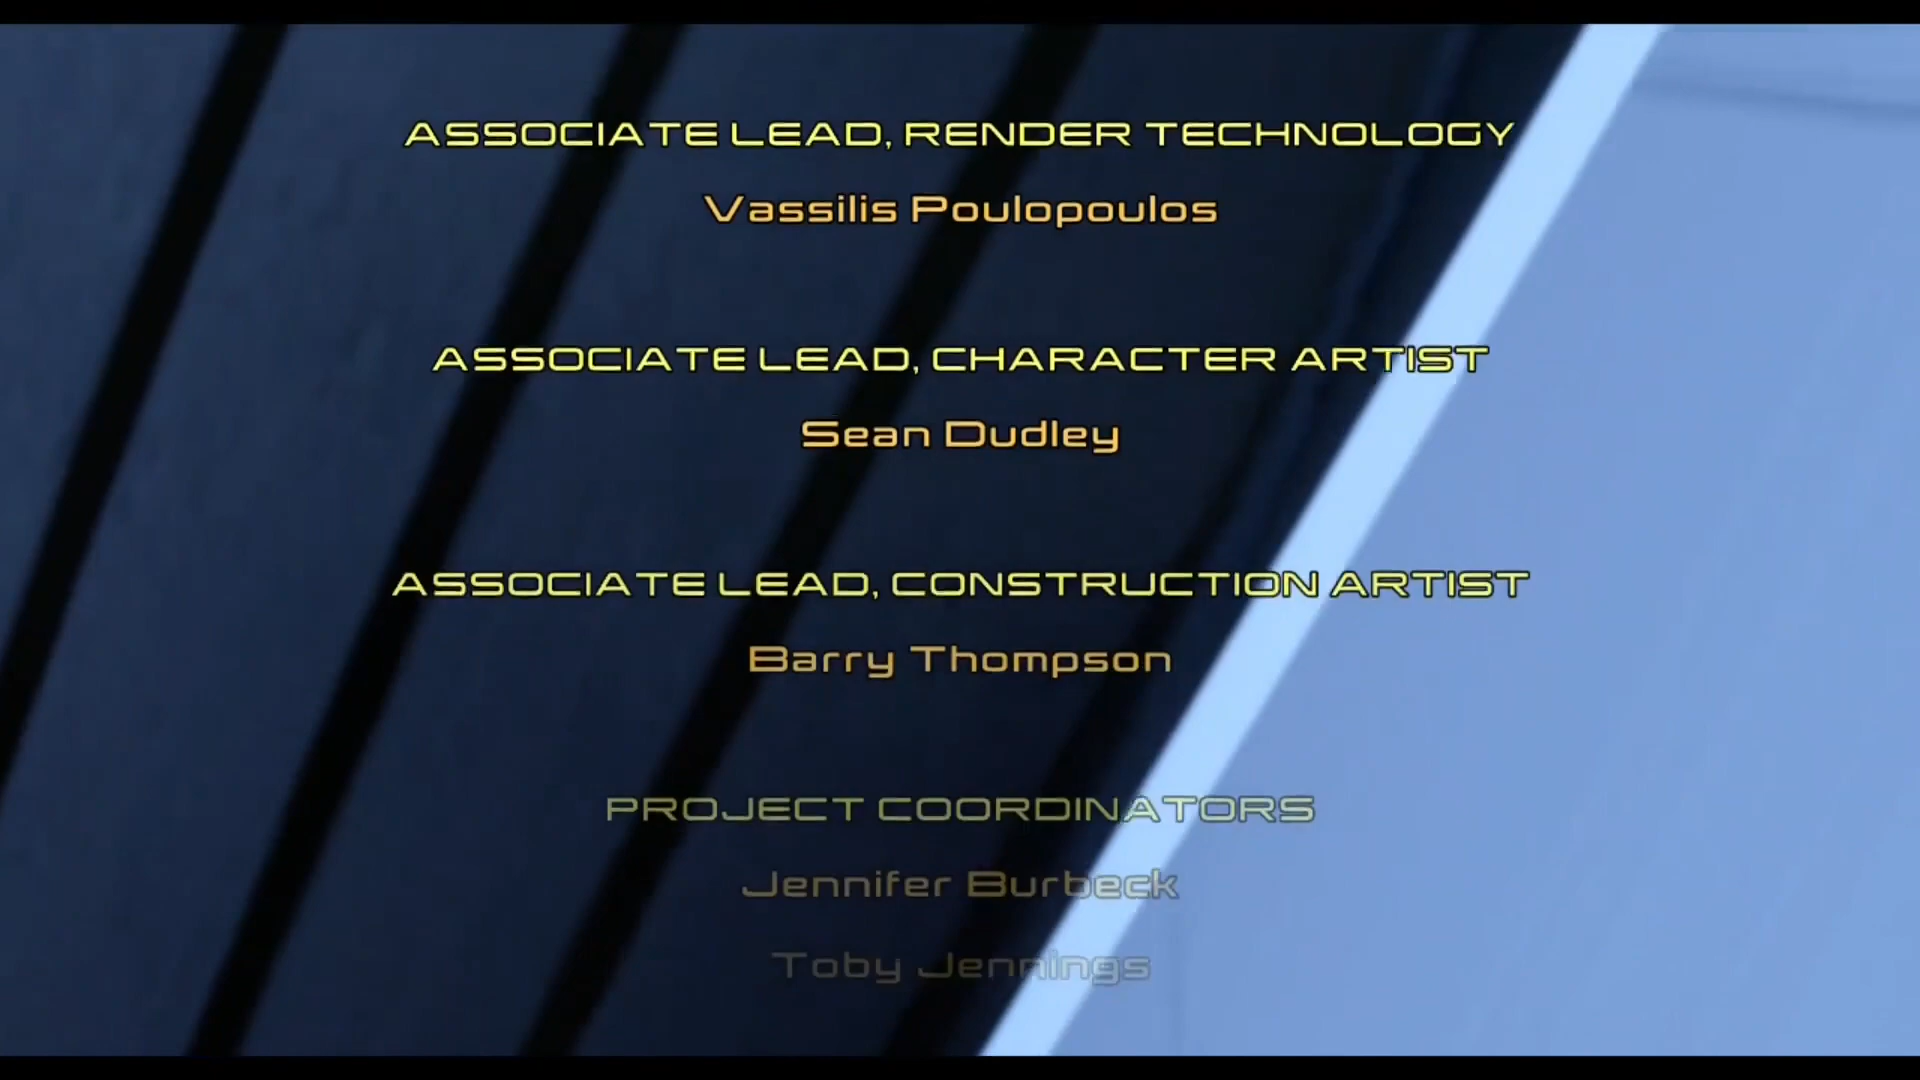 ASSOCIATE LEAD, RENDER TECHNOLOGY
Vassilis Poulopoulos
ASSOCIATE LEAD, CHARACTER ARTIST
Sean Dudley
ASSOCIATE LEAD, CONSTRUCTION ARTIST
Barry Thompson
PROJECT COORDINATORS
Jennifer Burbeck
Toby Jennings